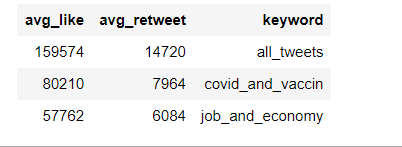 avg_like avg_retweet keyword
159574 14720 all_tweets
80210 7964 covid_and_vaccin
57762 6084 job_and_economy